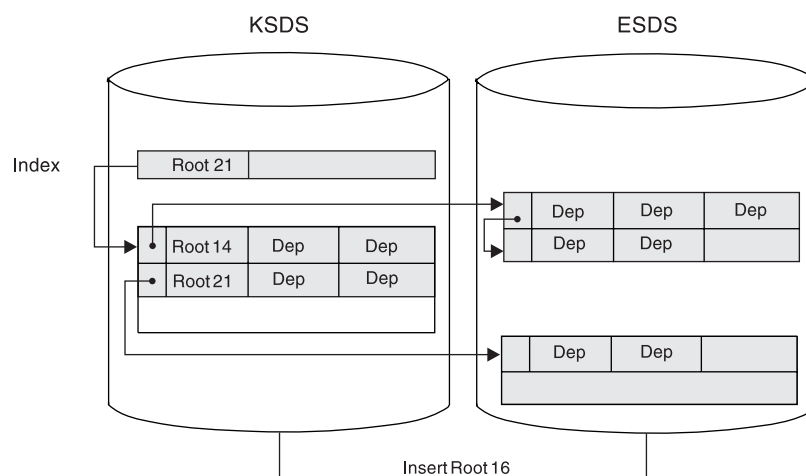 KSDS
ESDS
Index
Root 21
Root 14 Dep Dep
Root 21 Dep Dep
Dep Dep Dep
Dep Dep
Dep Dep
Insert Root 16